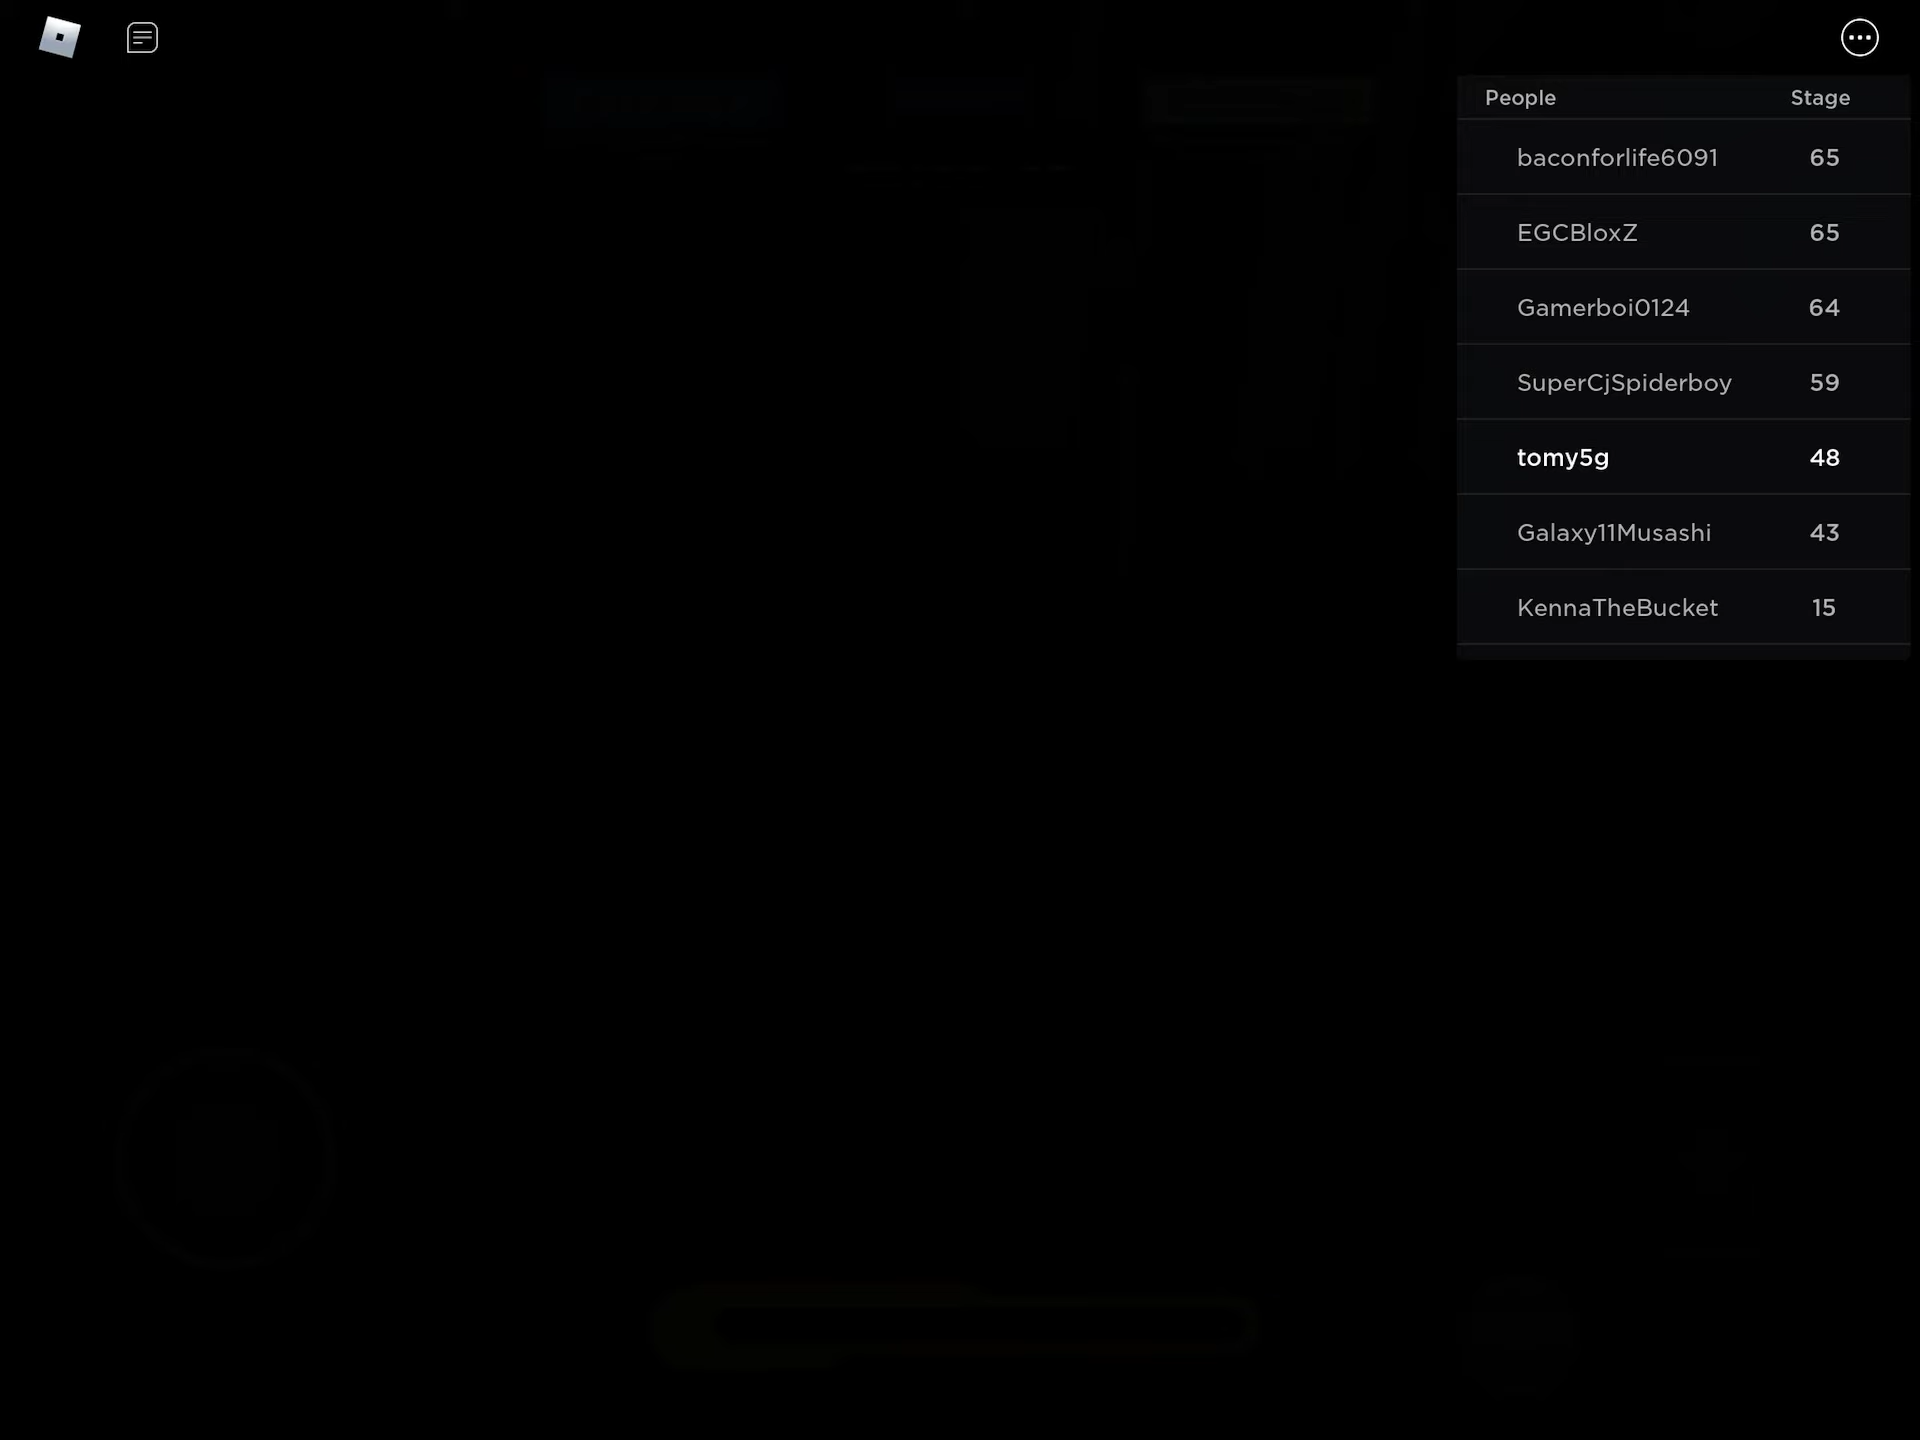 People Stage
baconforlife6091 65
EGCBloxZ 65
Gamerboi0124 64
SuperCjSpiderboy 59
tomy5g 48
Galaxy11Musashi 43
KennaTheBucket 15